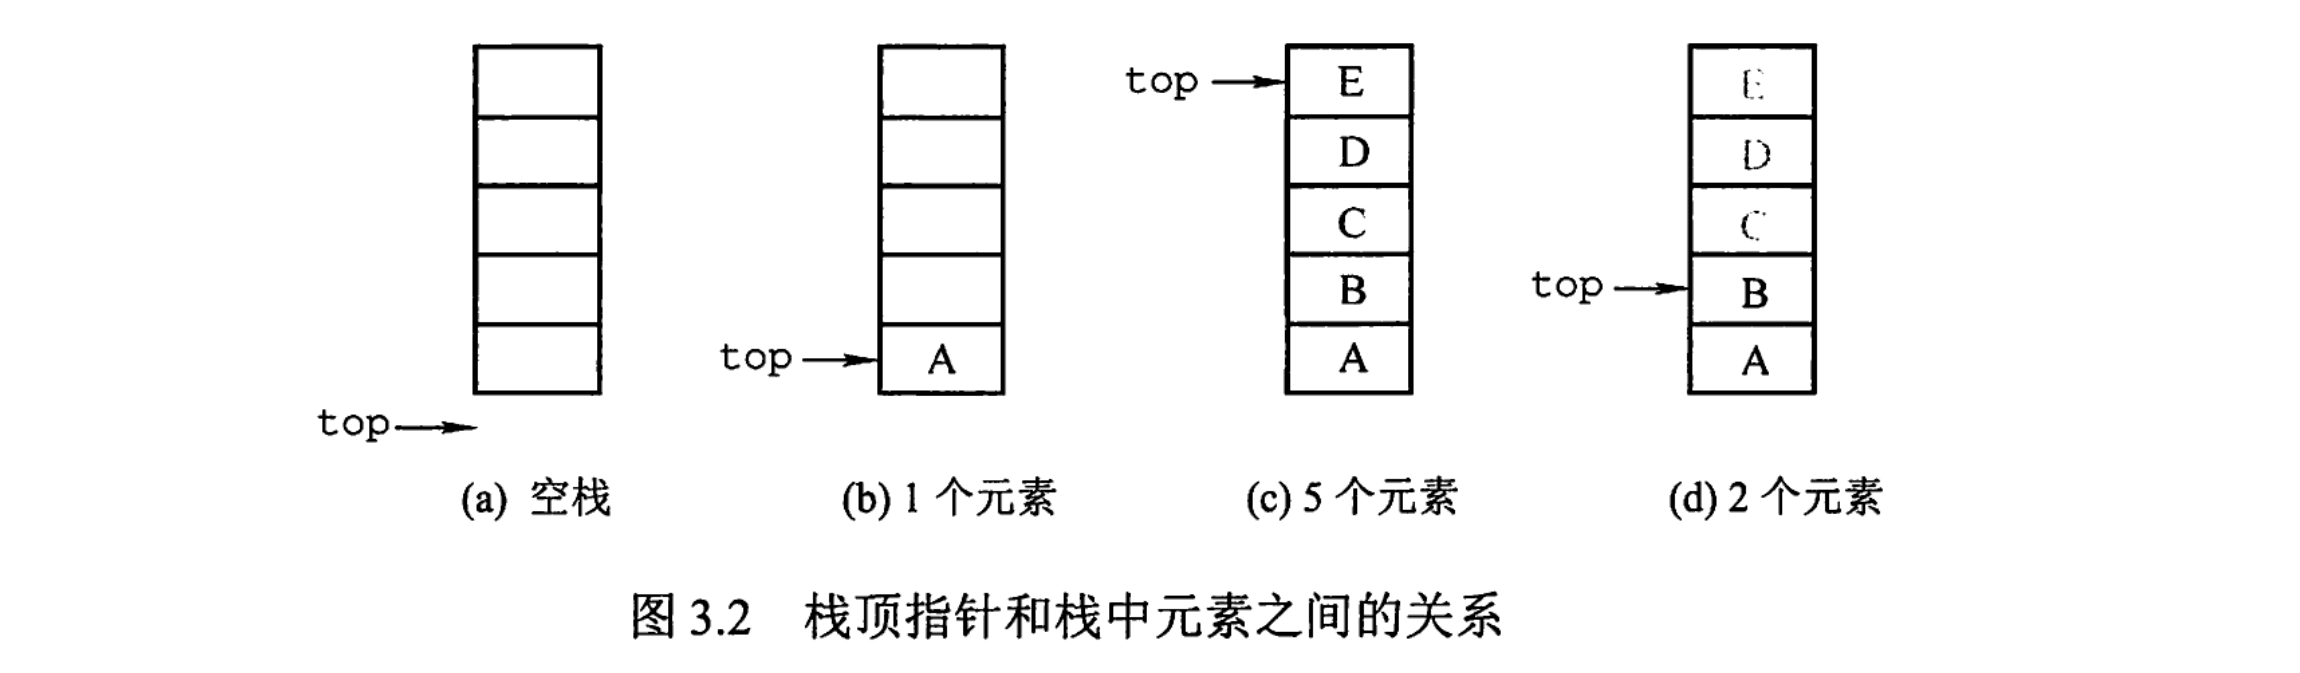 top → E E
D D
C C
top → B B
top → A A A
top →
(a) 空栈 (b) 1 个元素 (c) 5 个元素 (d) 2 个元素
图 3.2 栈顶指针和栈中元素之间的关系